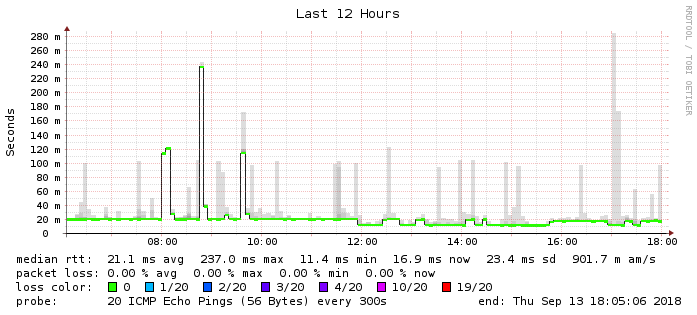 Last 12 Hours
RRDTOOL / TOBI OETIKER
Seconds
280 m
260 m
240 m
220 m
200 m
180 m
160 m
140 m
120 m
100 m
80 m
60 m
40 m
20 m
0
08:00 10:00 12:00 14:00 16:00 18:00
median rtt: 21.1 ms avg 237.0 ms max 11.4 ms min 16.9 ms now 23.4 ms sd 901.7 m am/s
packet loss: 0.00 % avg 0.00 % max 0.00 % min 0.00 % now
loss color: 0 1/20 2/20 3/20 4/20 10/20 19/20
probe: 20 ICMP Echo Pings (56 Bytes) every 300s end: Thu Sep 13 18:05:06 2018